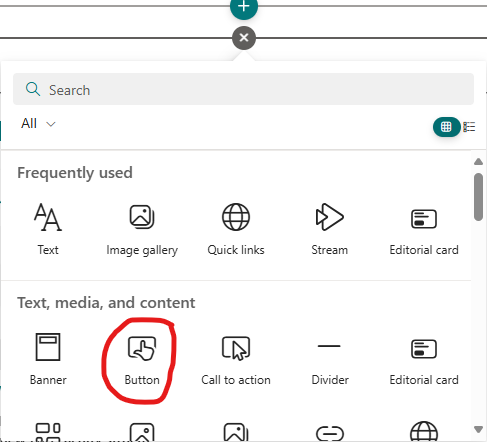 Search
All
Frequently used
Text Image gallery Quick links Stream Editorial card
Text, media, and content
Banner Button Call to action Divider Editorial card